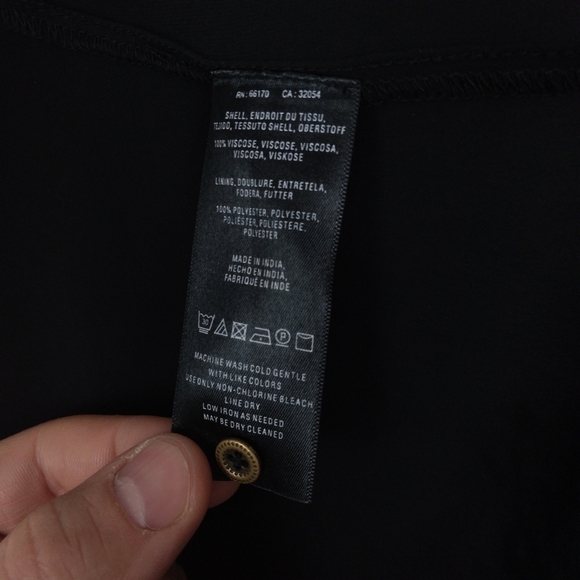 RN: 66170 CA: 32054
SHELL, ENDROIT DU TISSU,
TEJIDO, TESSUTO SHELL, OBERSTOFF
100% VISCOSE, VISCOSE, VISCOSA,
VISCOSA, VISKOSE
LINING, DOUBLURE, ENTRETELA,
FODERA, FUTTER
100% POLYESTER, POLYESTER,
POLIÉSTER, POLIESTERE,
POLYESTER
MADE IN INDIA,
HECHO EN INDIA,
FABRIQUÉ EN INDE
30 P
MACHINE WASH COLD GENTLE
WITH LIKE COLORS
USE ONLY NON-CHLORINE BLEACH
LINE DRY
LOW IRON AS NEEDED
MAY BE DRY CLEANED